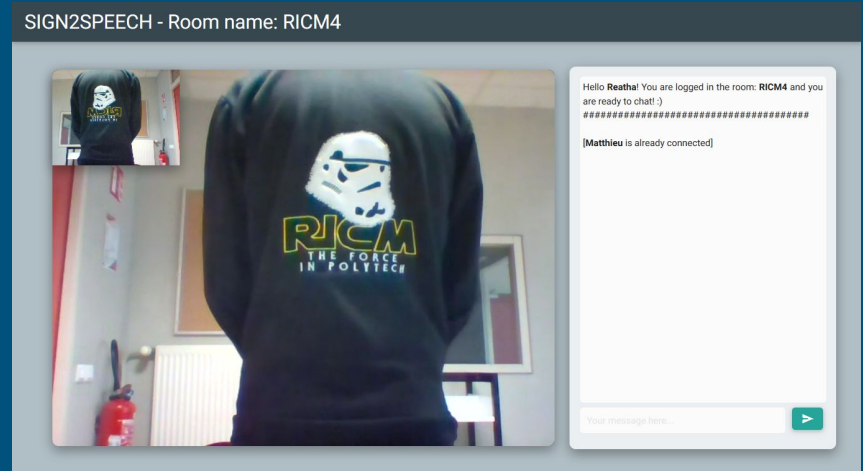 SIGN2SPEECH - Room name: RICM4
RICM
THE FORCE
IN POLYTECH
Hello Reatha! You are logged in the room: RICM4 and you
are ready to chat! :)
#######################################
[Matthieu is already connected]
Your message here...